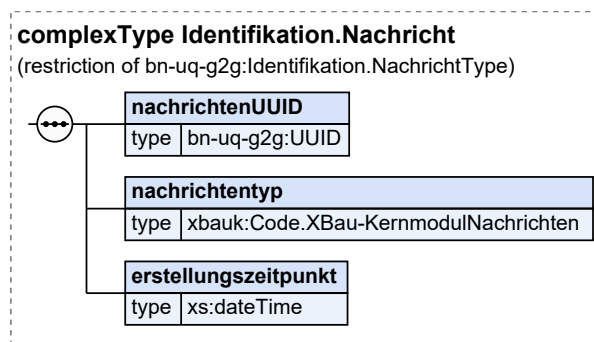 complexType Identifikation.Nachricht
(restriction of bn-uq-g2g:Identifikation.NachrichtType)
nachrichtenUUID
type bn-uq-g2g:UUID
nachrichtentyp
type xbauk:Code.XBau-KernmodulNachrichten
erstellungszeitpunkt
type xs:dateTime